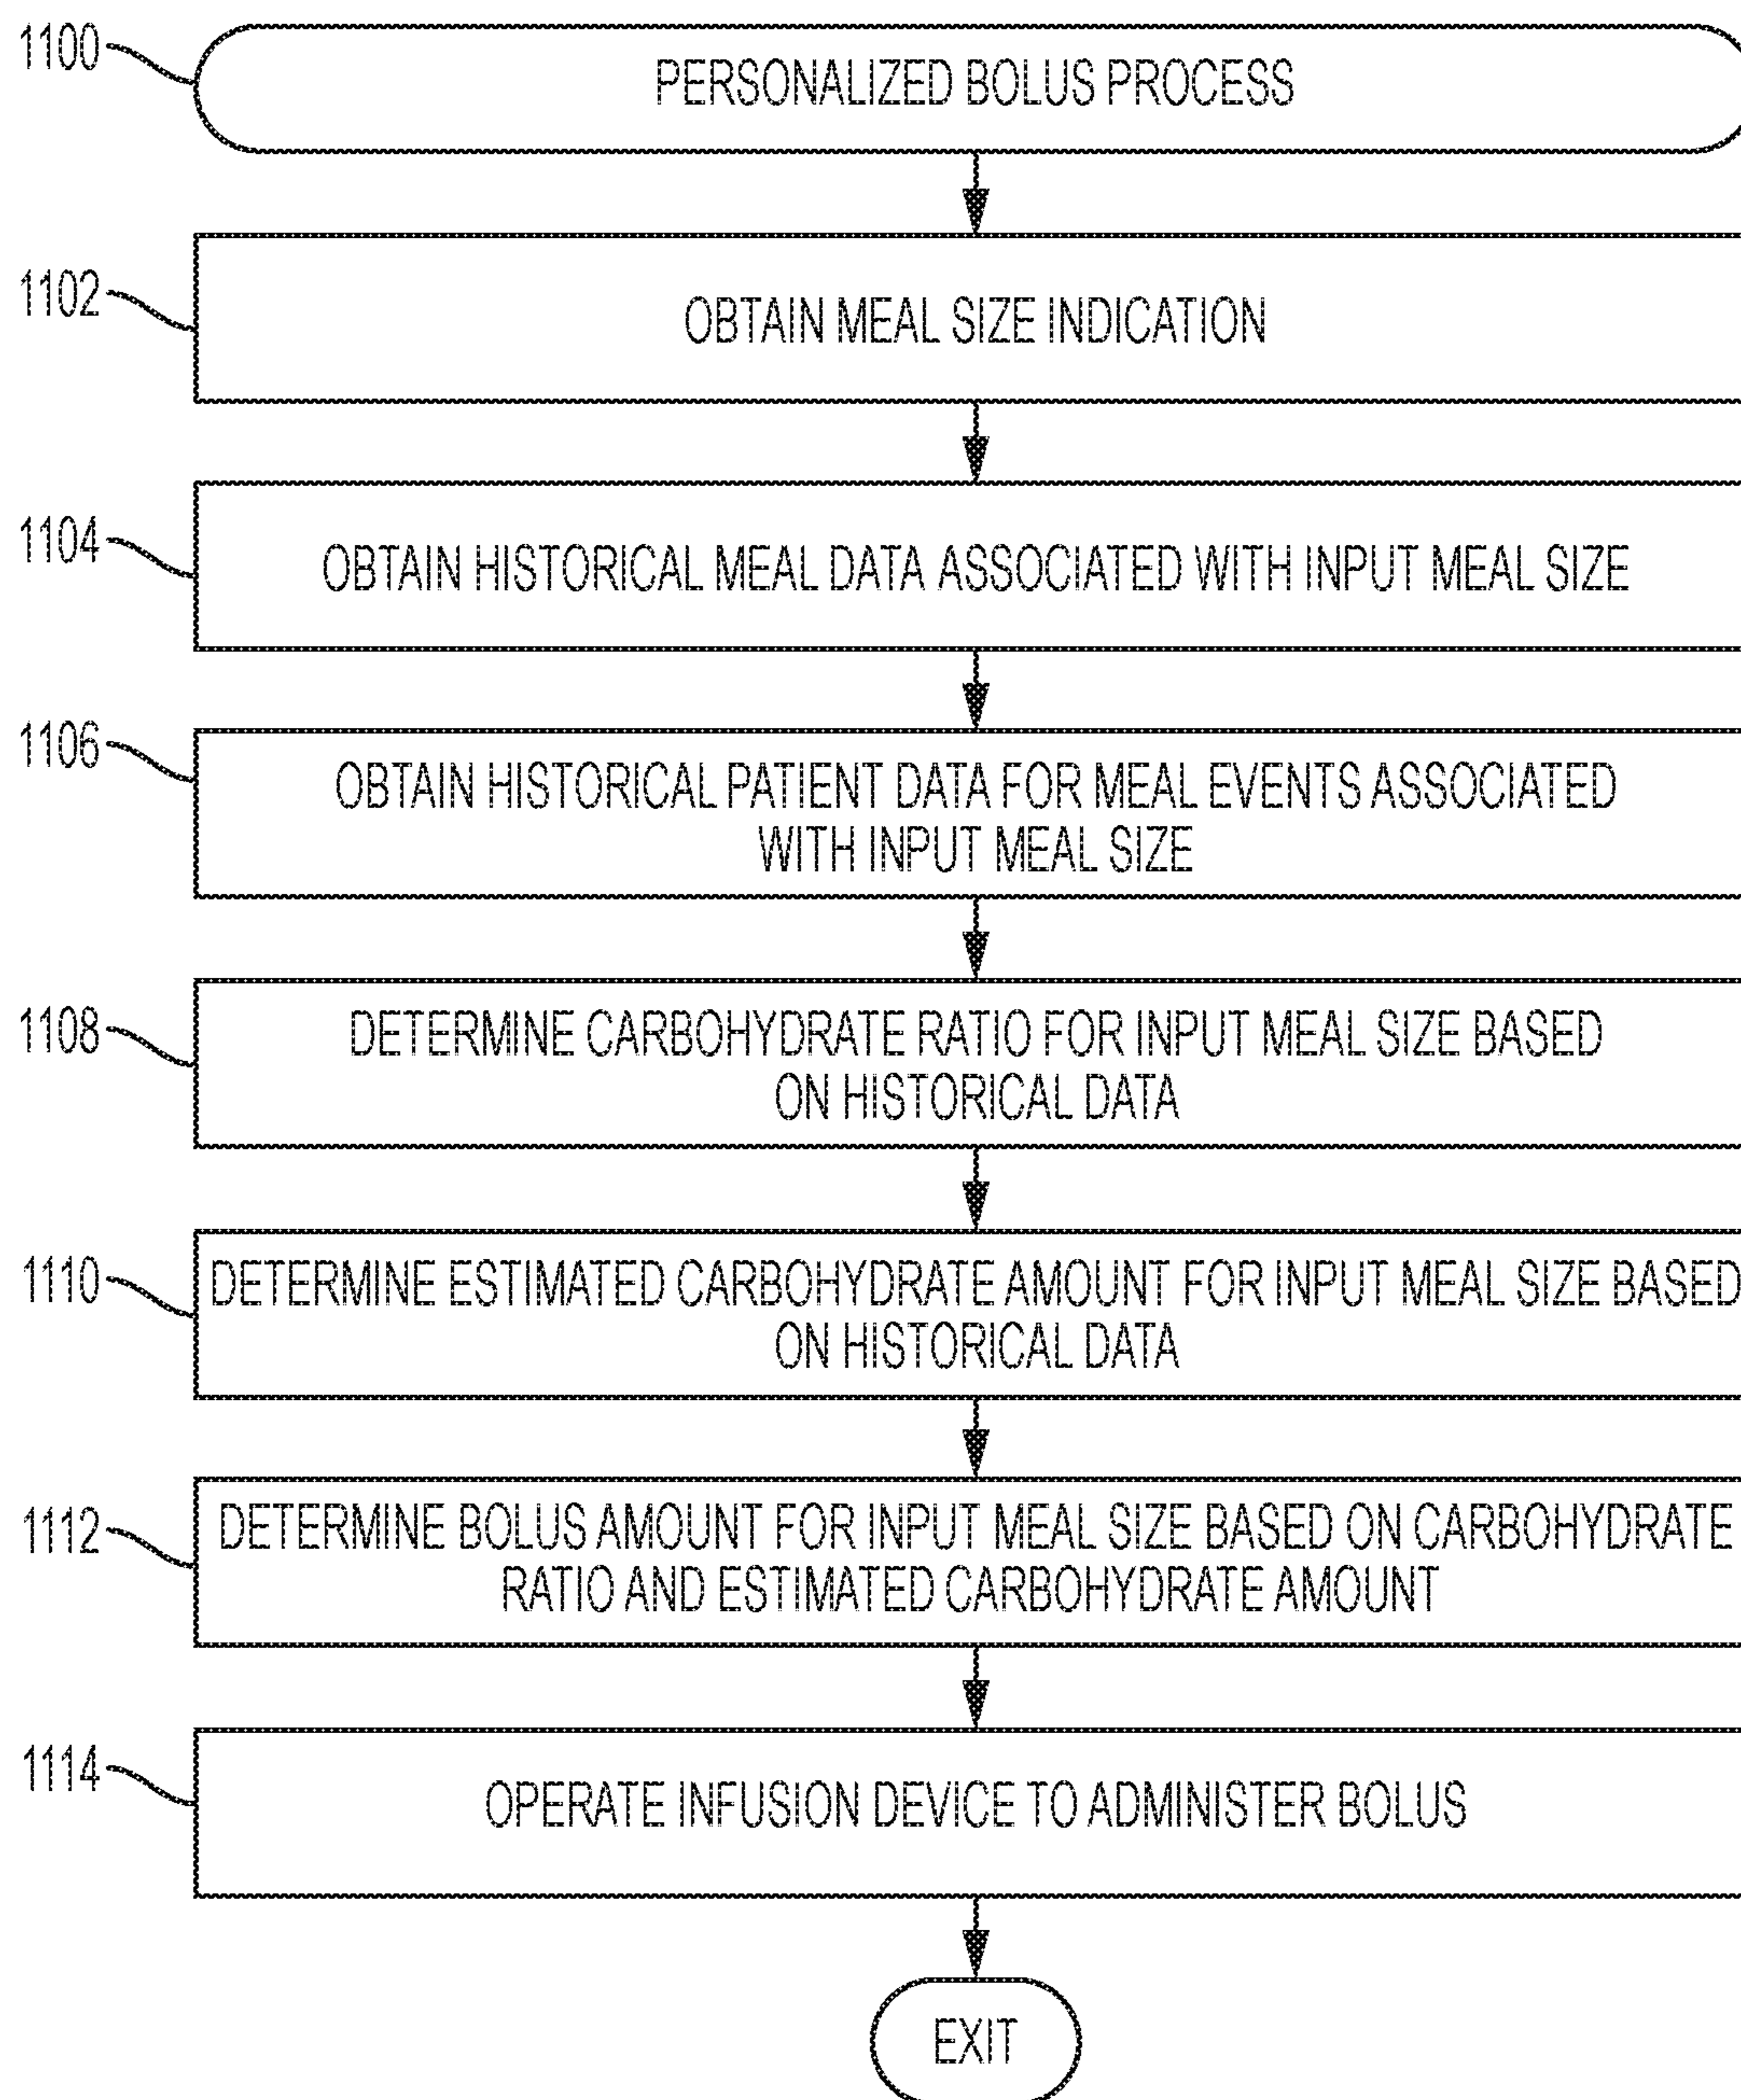 1100
PERSONALIZED BOLUS PROCESS
1102
OBTAIN MEAL SIZE INDICATION
1104
OBTAIN HISTORICAL MEAL DATA ASSOCIATED WITH INPUT MEAL SIZE
1106
OBTAIN HISTORICAL PATIENT DATA FOR MEAL EVENTS ASSOCIATED
WITH INPUT MEAL SIZE
1108
DETERMINE CARBOHYDRATE RATIO FOR INPUT MEAL SIZE BASED
ON HISTORICAL DATA
1110
DETERMINE ESTIMATED CARBOHYDRATE AMOUNT FOR INPUT MEAL SIZE BASED
ON HISTORICAL DATA
1112
DETERMINE BOLUS AMOUNT FOR INPUT MEAL SIZE BASED ON CARBOHYDRATE
RATIO AND ESTIMATED CARBOHYDRATE AMOUNT
1114
OPERATE INFUSION DEVICE TO ADMINISTER BOLUS
EXIT